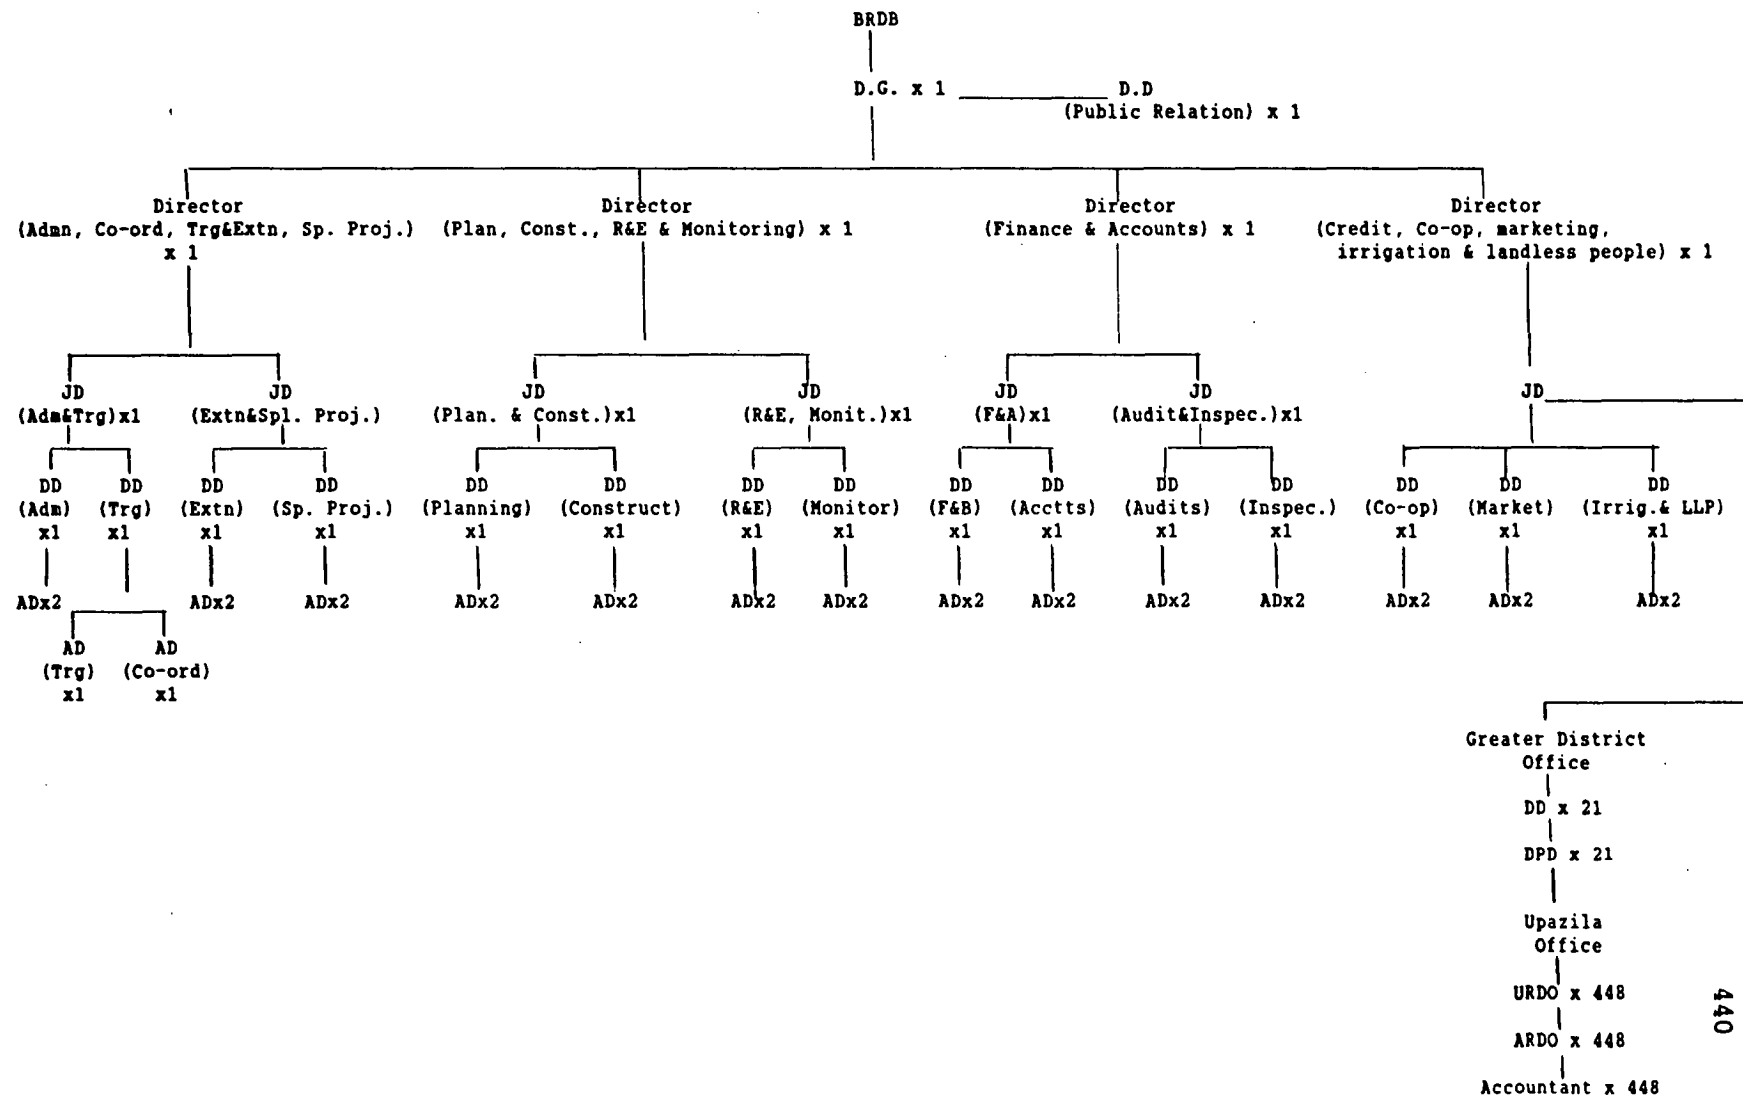 BRDB
D.G. x 1 D.D
(Public Relation) x 1
Director Director Director Director
(Admn, Co-ord, Trg&Extn, Sp. Proj.) (Plan, Const., R&E & Monitoring) x 1 (Finance & Accounts) x 1 (Credit, Co-op, marketing,
x 1 irrigation & landless people) x 1
JD JD JD JD JD JD JD
(Adm&Trg)x1 (Extn&Spl. Proj.) (Plan. & Const.)x1 (R&E, Monit.)x1 (F&A)x1 (Audit&Inspec.)x1
DD DD DD DD DD DD DD DD DD DD DD DD DD DD DD
(Adm) (Trg) (Extn) (Sp. Proj.) (Planning) (Construct) (R&E) (Monitor) (F&B) (Acctts) (Audits) (Inspec.) (Co-op) (Market) (Irrig.& LLP)
x1 x1 x1 x1 x1 x1 x1 x1 x1 x1 x1 x1 x1 x1 x1
ADx2 ADx2 ADx2 ADx2 ADx2 ADx2 ADx2 ADx2 ADx2 ADx2 ADx2 ADx2 ADx2 ADx2
AD AD
(Trg) (Co-ord)
x1 x1
Greater District
Office
DD x 21
DPD x 21
Upazila
Office
URDO x 448
ARDO x 448
Accountant x 448
440